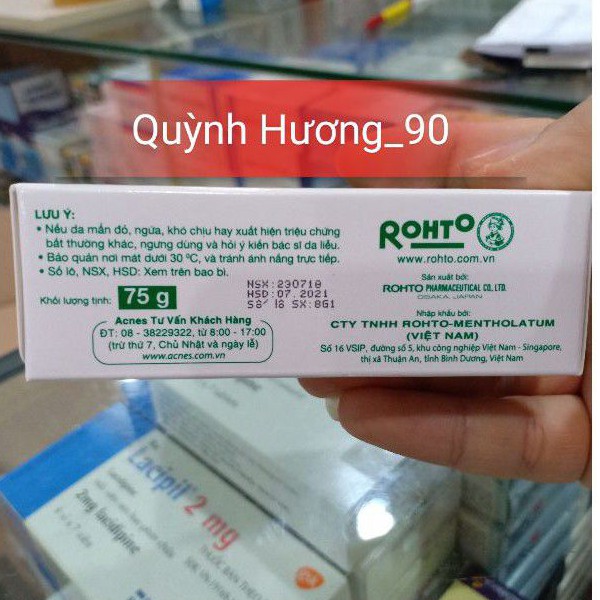 Quỳnh Hương_90
LƯU Ý:
• Nếu da mẩn đỏ, ngứa, khó chịu hay xuất hiện triệu chứng
bất thường khác, ngưng dùng và hỏi ý kiến bác sĩ da liễu.
• Bảo quản nơi mát dưới 30 °C, và tránh ánh nắng trực tiếp.
• Số lô, NSX, HSD: Xem trên bao bì.
Khối lượng tịnh: 75 g
NSX:230718
HSD:07.2021
Số lô SX:8G1
Acnes Tư Vấn Khách Hàng
ĐT: 08 - 38229322, từ 8:00 - 17:00
(trừ thứ 7, Chủ Nhật và ngày lễ)
www.acnes.com.vn
ROHTO
www.rohto.com.vn
Sản xuất bởi:
ROHTO PHARMACEUTICAL CO. LTD.
OSAKA, JAPAN
Nhập khẩu bởi:
CTY TNHH ROHTO-MENTHOLATUM
(VIỆT NAM)
Số 16 VSIP, đường số 5, khu công nghiệp Việt Nam - Singapore,
thị xã Thuận An, tỉnh Bình Dương, Việt Nam
Lacipil 2 mg
2mg lacidipine